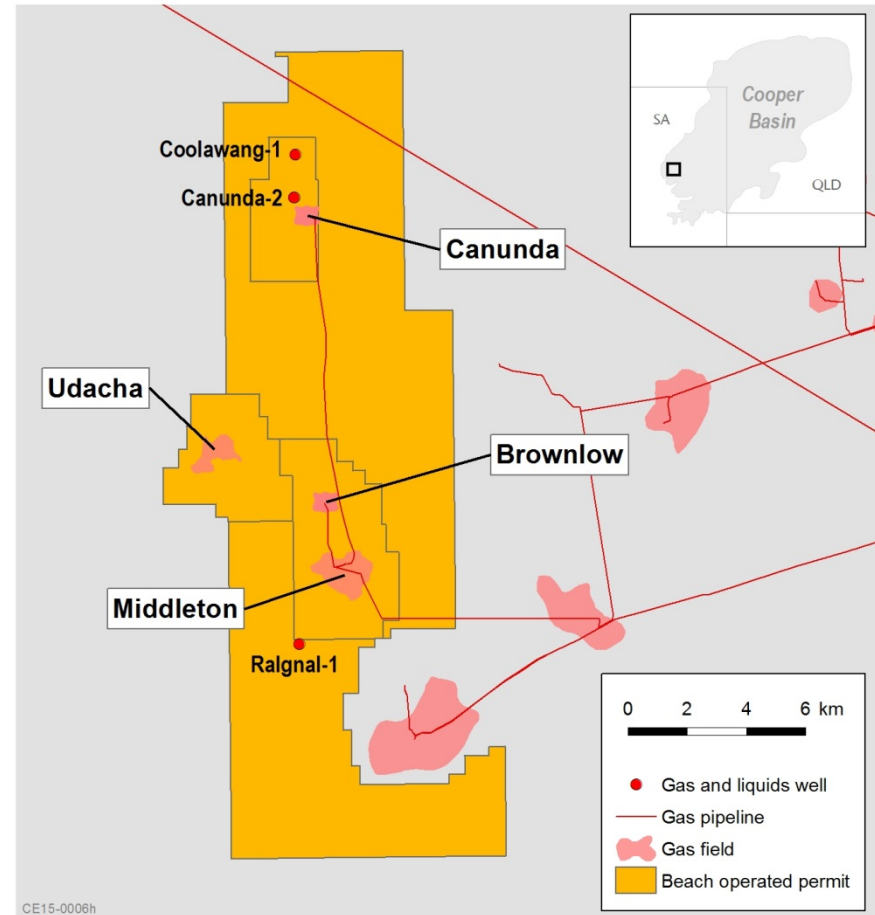 Cooper
Basin
SA
QLD
Coolawang-1
Canunda-2
Canunda
Udacha
Brownlow
Middleton
Ralgnal-1
0 2 4 6 km
Gas and liquids well
Gas pipeline
Gas field
Beach operated permit
CE15-0006h